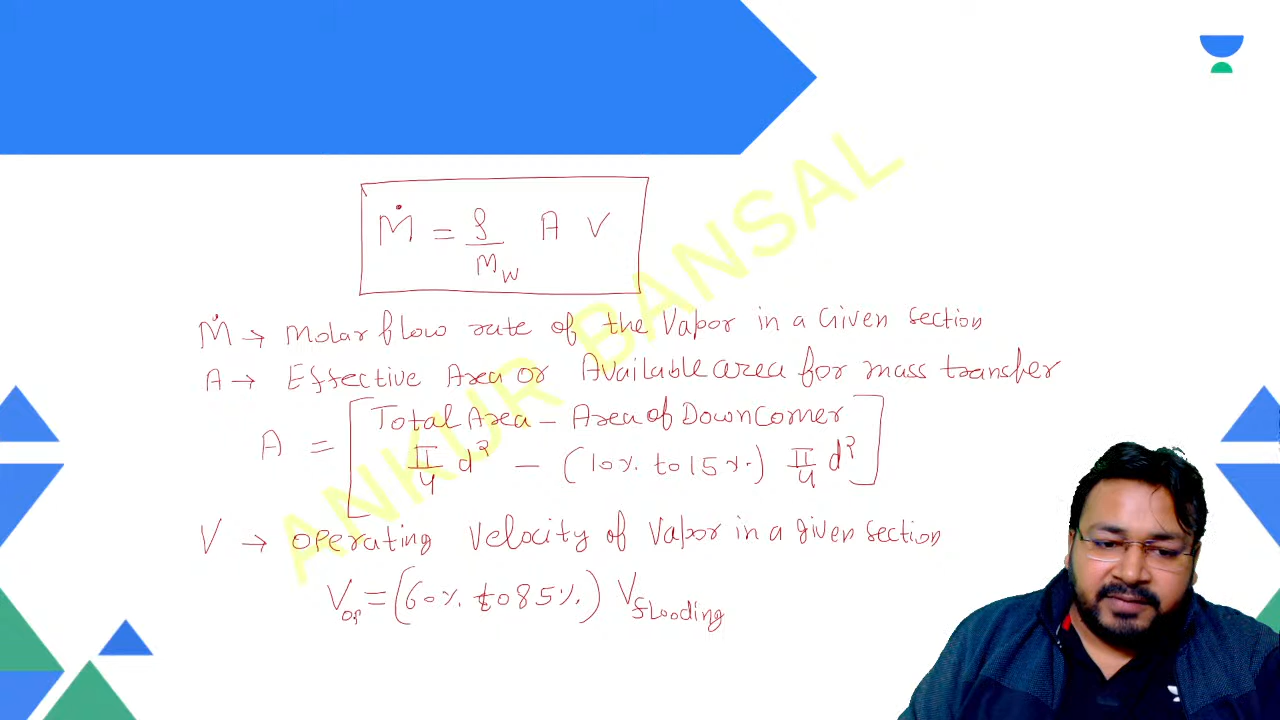 Ṁ = ρ/M_W A V
Ṁ → Molar flow rate of the Vapor in a Given section
A → Effective Area or Available area for mass transfer
A = [Total Area - Area of Down Comer
π/4 d² - (10% to 15%) π/4 d²]
V → Operating Velocity of Vapor in a given section
V_op = (60% to 85%) V_flooding
ANKUR BANSAL